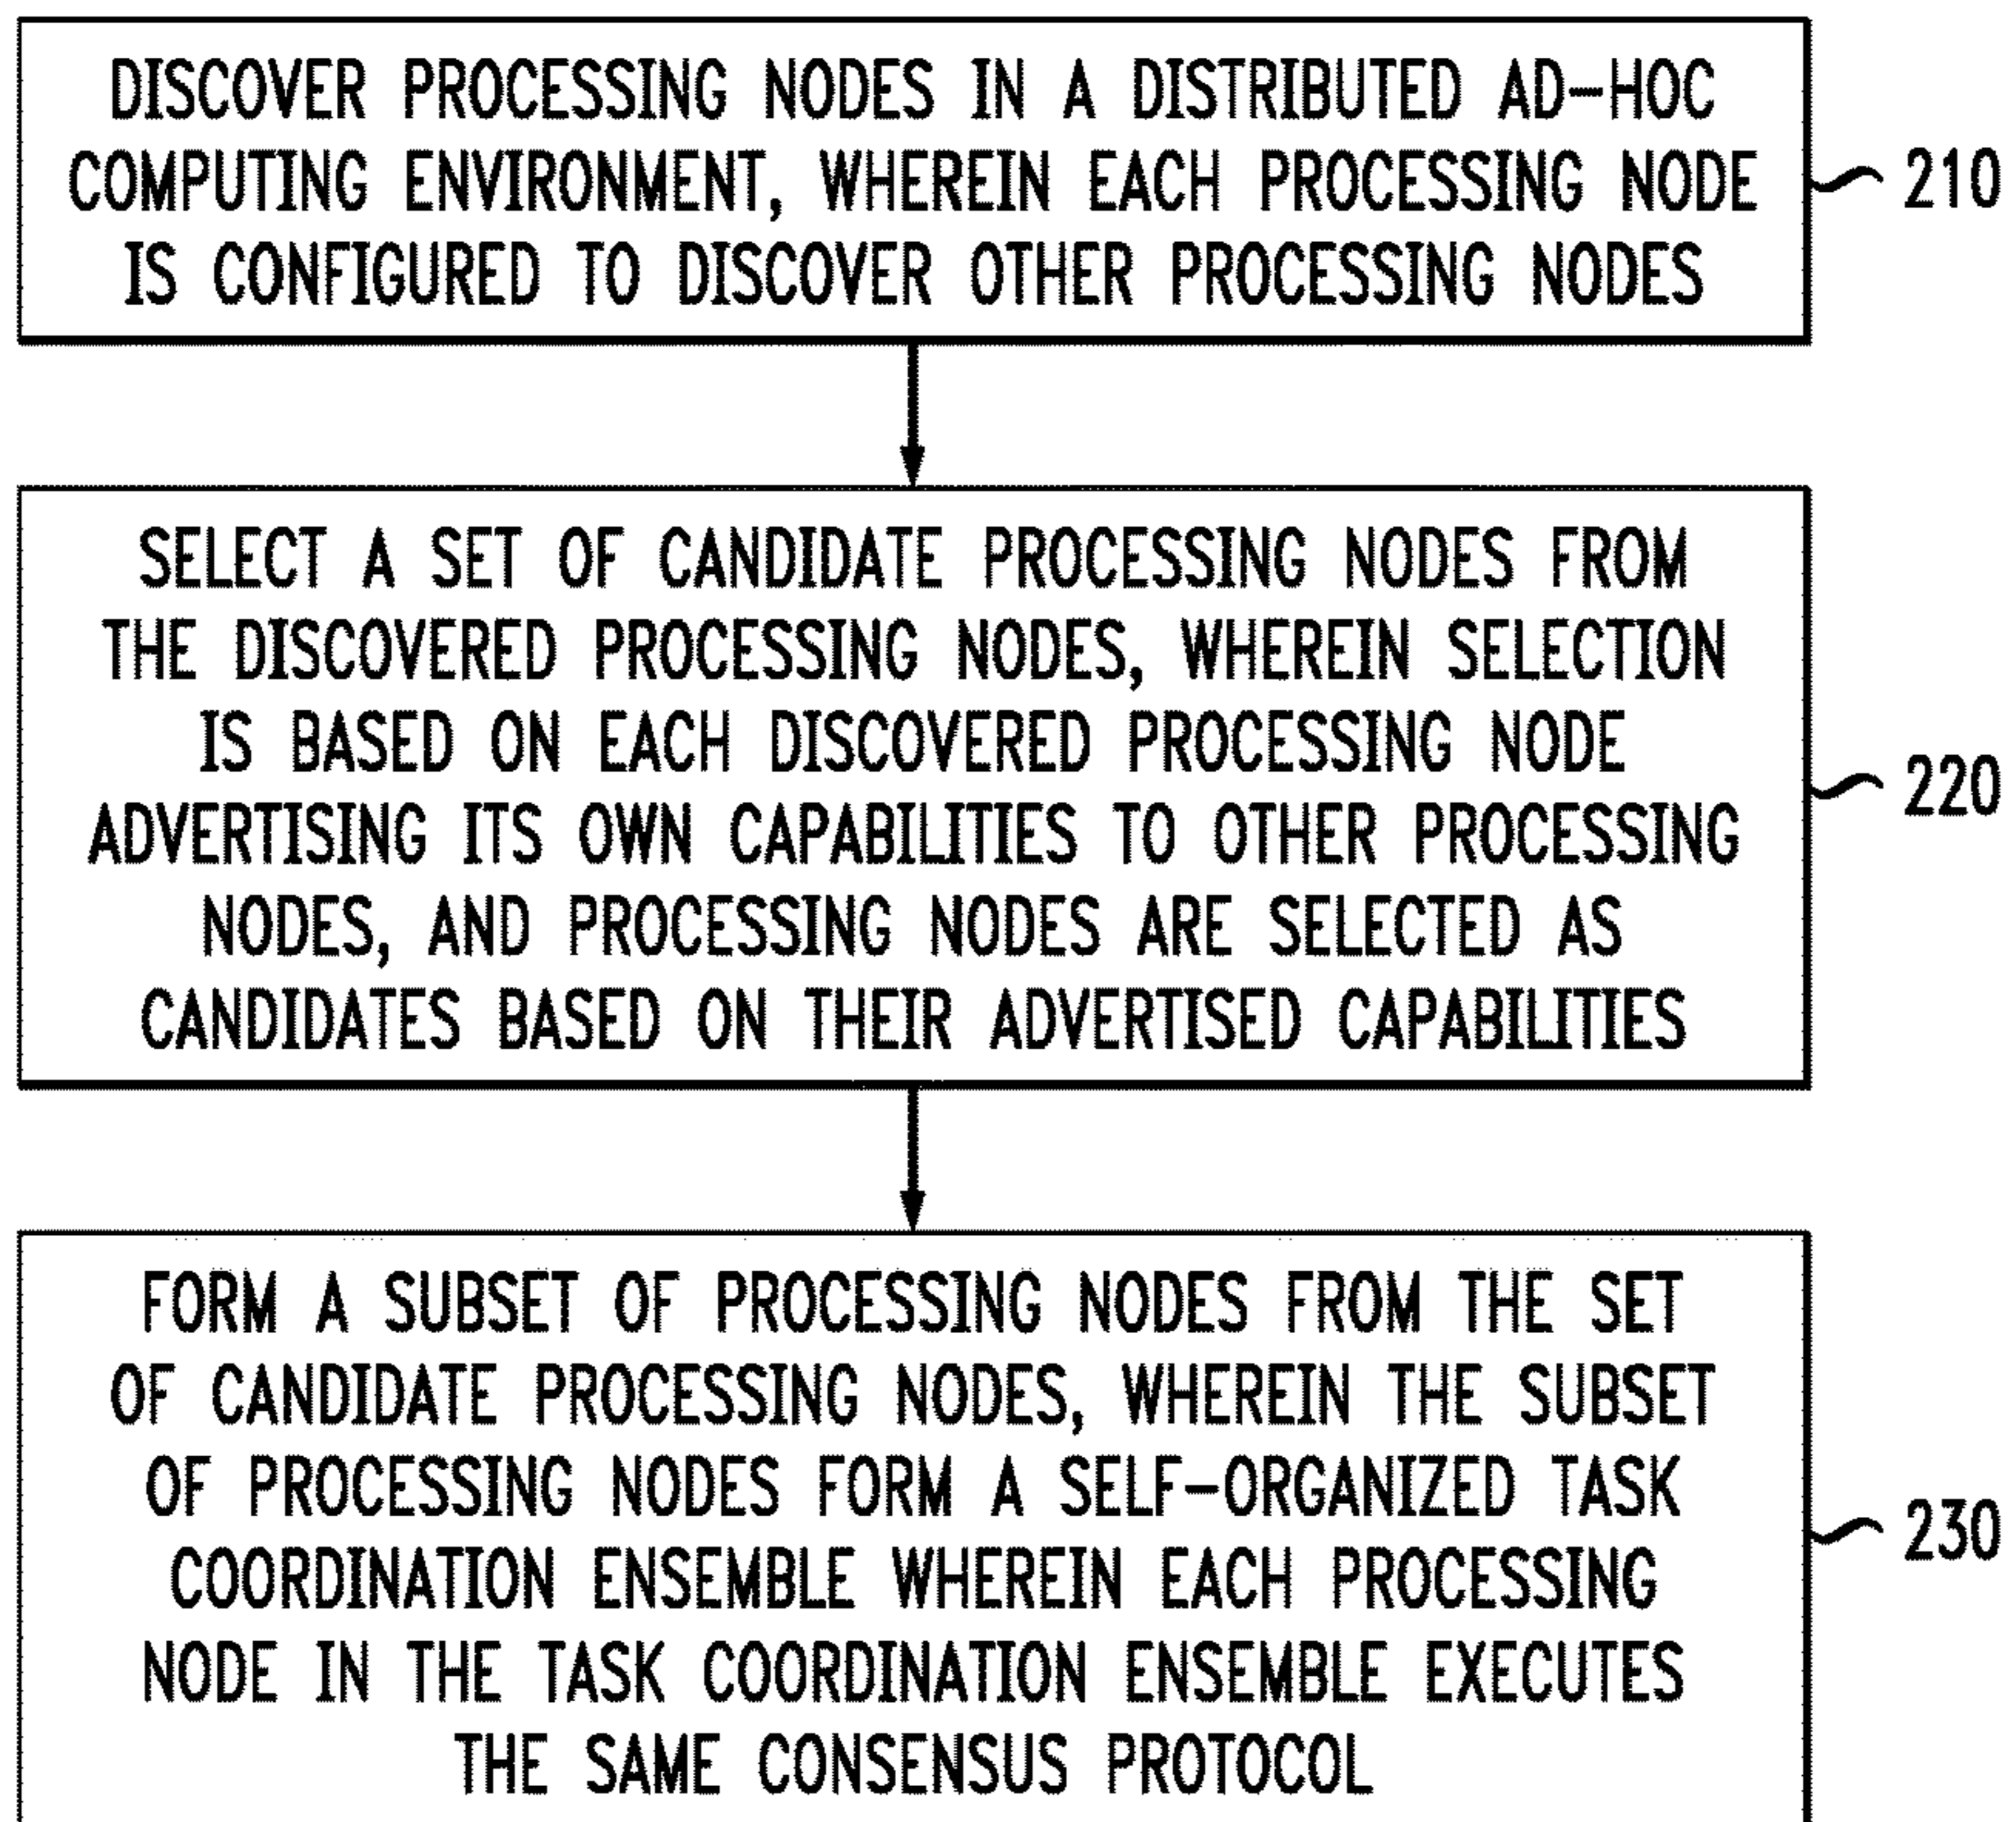 DISCOVER PROCESSING NODES IN A DISTRIBUTED AD-HOC
COMPUTING ENVIRONMENT, WHEREIN EACH PROCESSING NODE
IS CONFIGURED TO DISCOVER OTHER PROCESSING NODES
210
SELECT A SET OF CANDIDATE PROCESSING NODES FROM
THE DISCOVERED PROCESSING NODES, WHEREIN SELECTION
IS BASED ON EACH DISCOVERED PROCESSING NODE
ADVERTISING ITS OWN CAPABILITIES TO OTHER PROCESSING
NODES, AND PROCESSING NODES ARE SELECTED AS
CANDIDATES BASED ON THEIR ADVERTISED CAPABILITIES
220
FORM A SUBSET OF PROCESSING NODES FROM THE SET
OF CANDIDATE PROCESSING NODES, WHEREIN THE SUBSET
OF PROCESSING NODES FORM A SELF-ORGANIZED TASK
COORDINATION ENSEMBLE WHEREIN EACH PROCESSING
NODE IN THE TASK COORDINATION ENSEMBLE EXECUTES
THE SAME CONSENSUS PROTOCOL
230